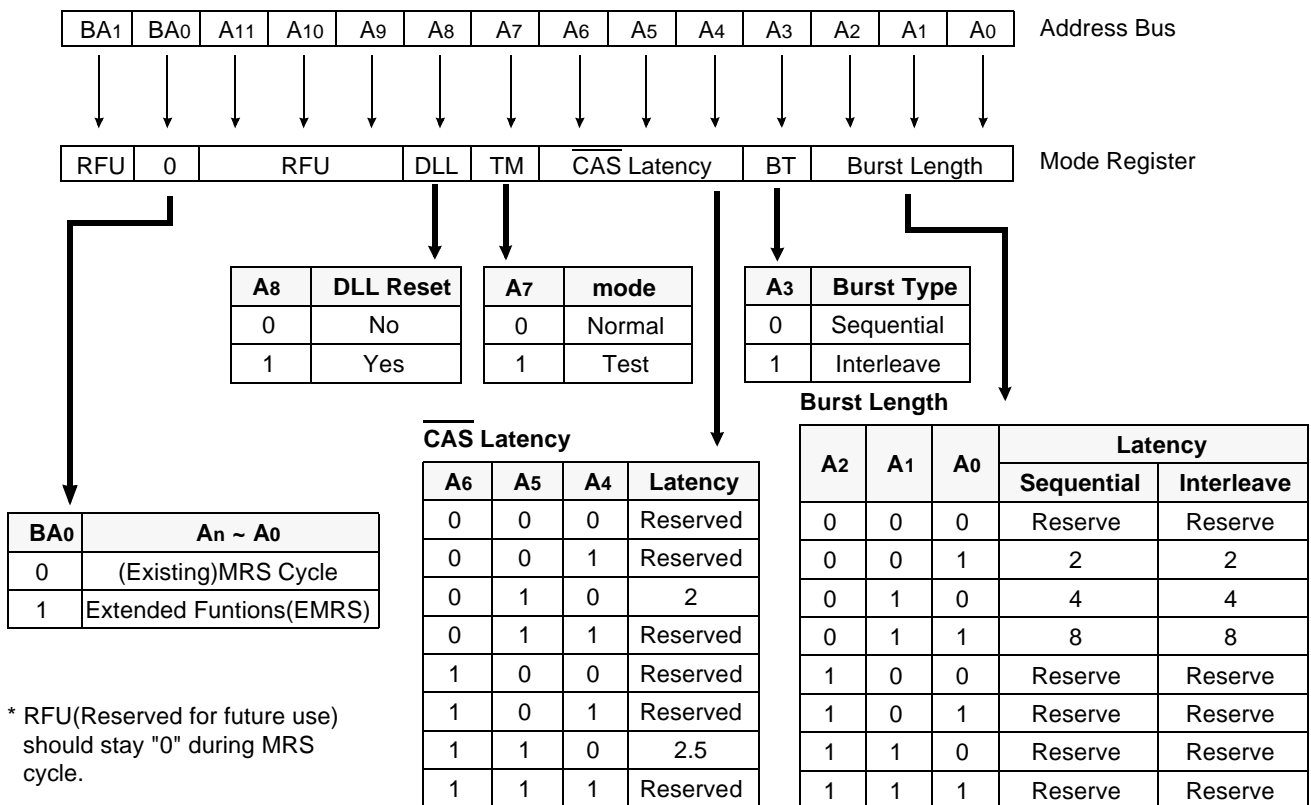 BA1 BA0 A11 A10 A9 A8 A7 A6 A5 A4 A3 A2 A1 A0 Address Bus
RFU 0 RFU DLL TM CAS Latency BT Burst Length Mode Register
A8 DLL Reset
0 No
1 Yes
A7 mode
0 Normal
1 Test
A3 Burst Type
0 Sequential
1 Interleave
BA0 An ~ A0
0 (Existing)MRS Cycle
1 Extended Funtions(EMRS)
* RFU(Reserved for future use)
should stay "0" during MRS
cycle.
CAS Latency
A6 A5 A4 Latency
0 0 0 Reserved
0 0 1 Reserved
0 1 0 2
0 1 1 Reserved
1 0 0 Reserved
1 0 1 Reserved
1 1 0 2.5
1 1 1 Reserved
Burst Length
A2 A1 A0 Latency
Sequential Interleave
0 0 0 Reserve Reserve
0 0 1 2 2
0 1 0 4 4
0 1 1 8 8
1 0 0 Reserve Reserve
1 0 1 Reserve Reserve
1 1 0 Reserve Reserve
1 1 1 Reserve Reserve